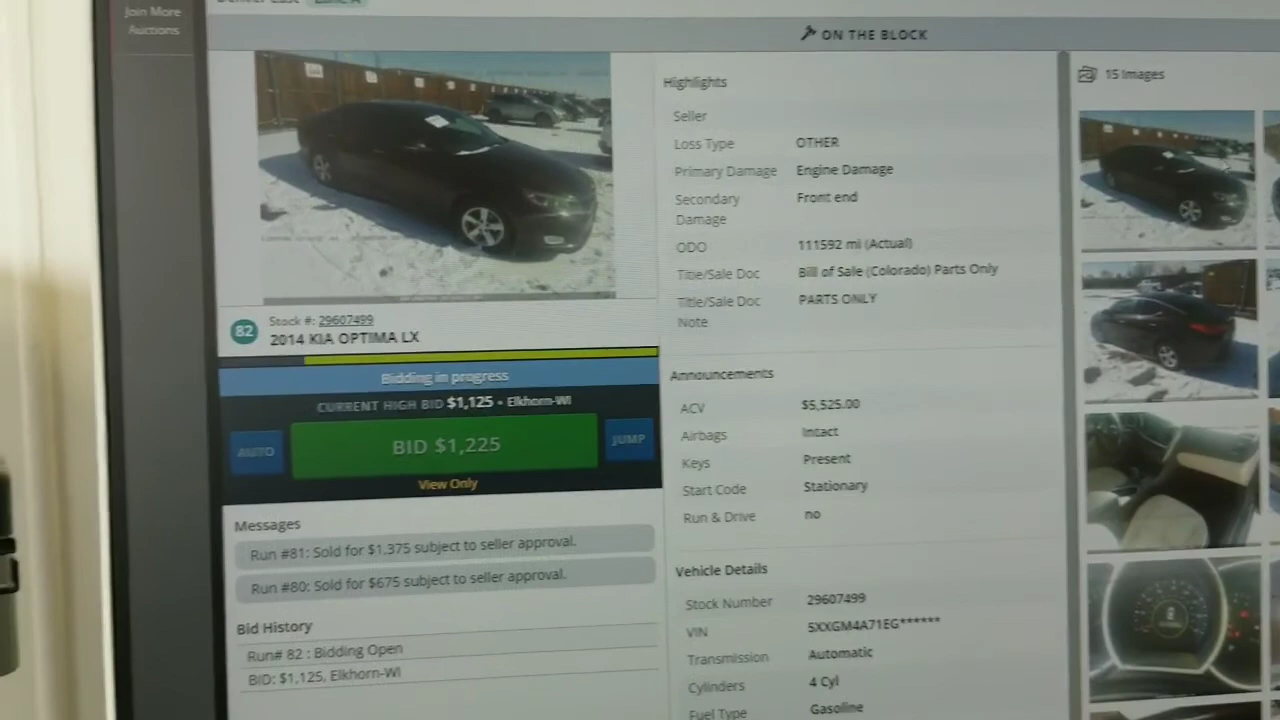 Join More
Auctions
ON THE BLOCK
Highlights
Seller
Loss Type OTHER
Primary Damage Engine Damage
Secondary Damage Front end
ODO 111592 mi (Actual)
Title/Sale Doc Bill of Sale (Colorado) Parts Only
Title/Sale Doc Note PARTS ONLY
15 Images
82
Stock #: 29607499
2014 KIA OPTIMA LX
Bidding in progress
CURRENT HIGH BID $1,125 • Elkhorn-WI
AUTO
BID $1,225
JUMP
View Only
Messages
Run #81: Sold for $1,375 subject to seller approval.
Run #80: Sold for $675 subject to seller approval.
Bid History
Run# 82 : Bidding Open
BID: $1,125, Elkhorn-WI
Announcements
ACV $5,525.00
Airbags Intact
Keys Present
Start Code Stationary
Run & Drive no
Vehicle Details
Stock Number 29607499
VIN 5XXGM4A71EG******
Transmission Automatic
Cylinders 4 Cyl
Fuel Type Gasoline